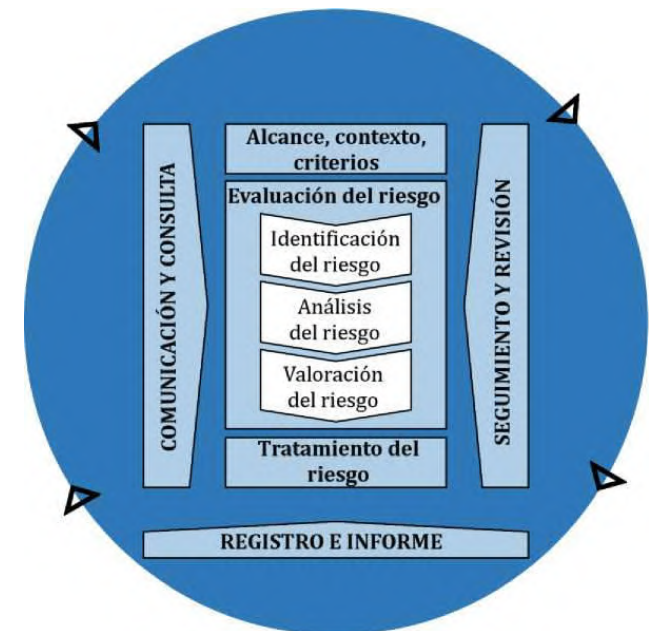 Alcance, contexto,
criterios
Evaluación del riesgo
Identificación
del riesgo
Análisis
del riesgo
Valoración
del riesgo
Tratamiento del
riesgo
COMUNICACIÓN Y CONSULTA
SEGUIMIENTO Y REVISIÓN
REGISTRO E INFORME